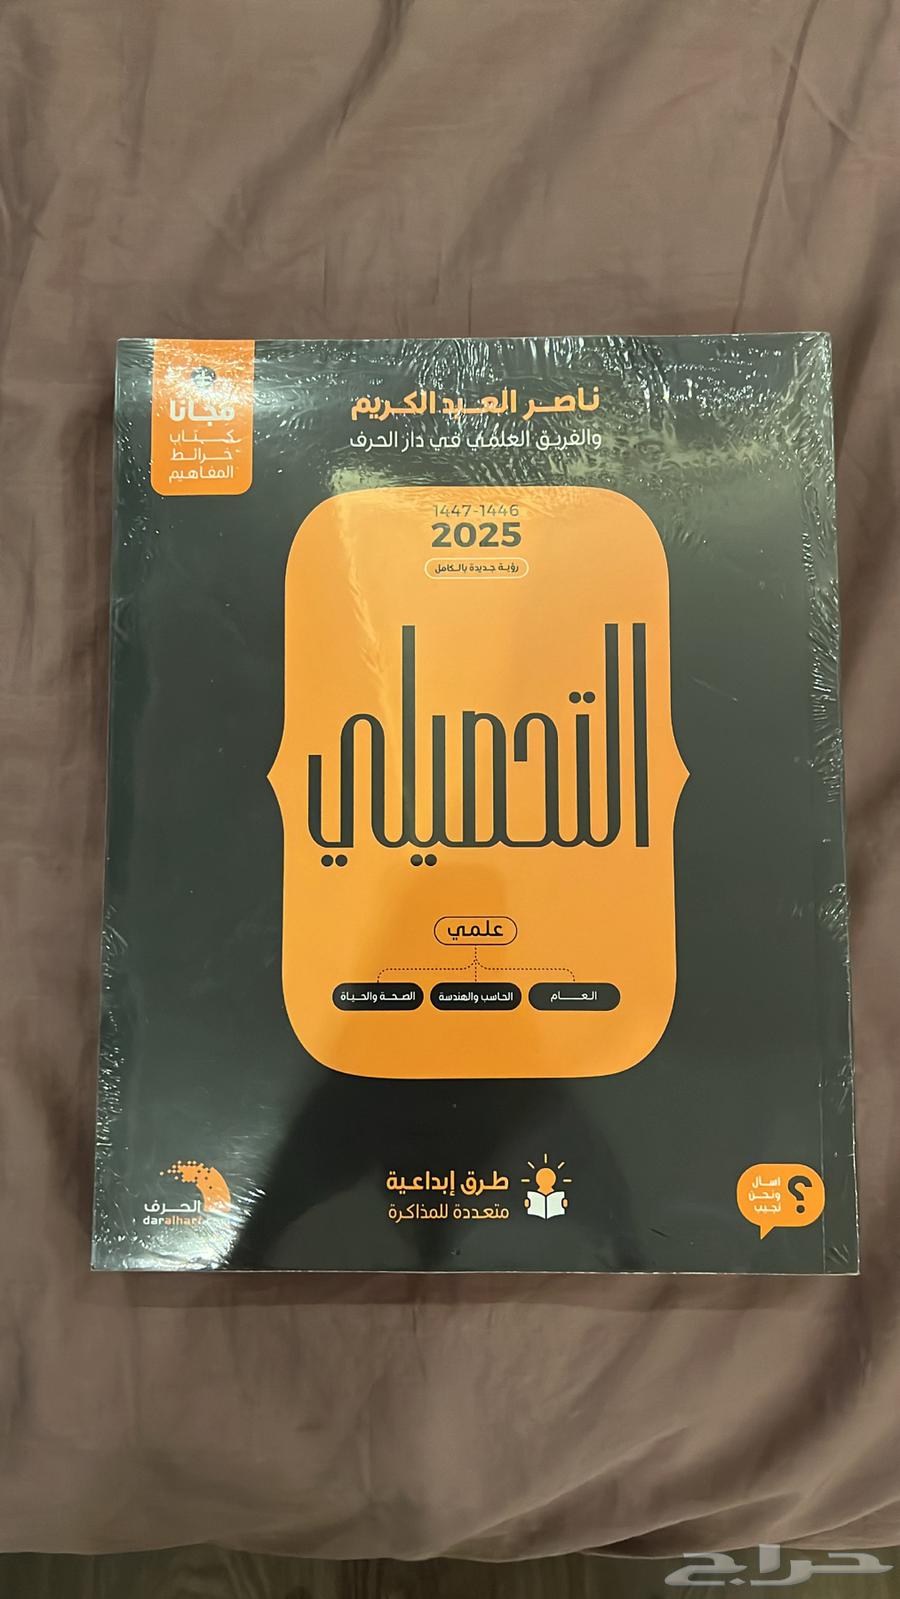 ناصر العبد الكريم
والفريق العلمي في دار الحرف
مجانا
كتاب
خرائط
المفاهيم
1447-1446
2025
رؤية جديدة بالكامل
التحصيلي
علمي
العام
الحاسب والهندسة
الصحة والحياة
طرق إبداعية
متعددة للمذاكرة
اسأل
ونحن
نجيب
؟
الحرف
daralharf
حراج